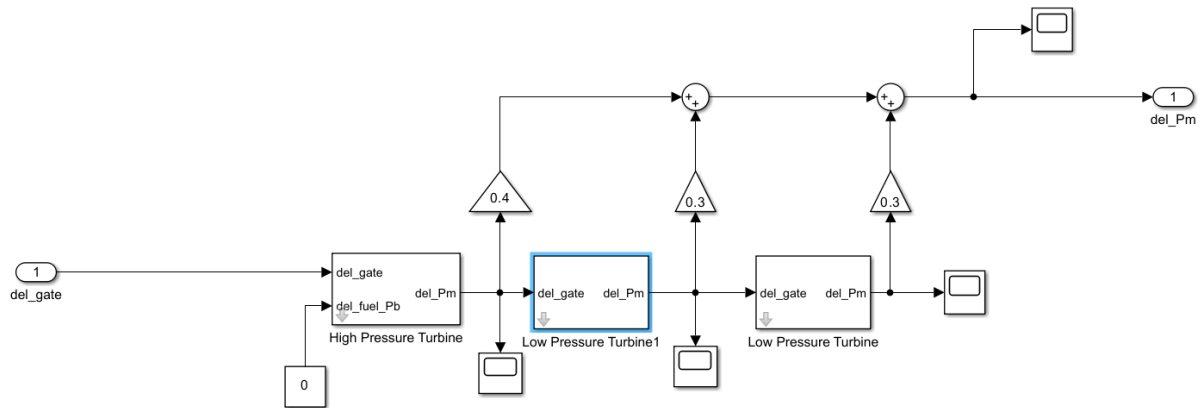 1
del_Pm
0.4
0.3
0.3
1
del_gate
del_gate
del_fuel_Pb
del_Pm
High Pressure Turbine
del_gate
del_Pm
Low Pressure Turbine1
del_gate
del_Pm
Low Pressure Turbine
0